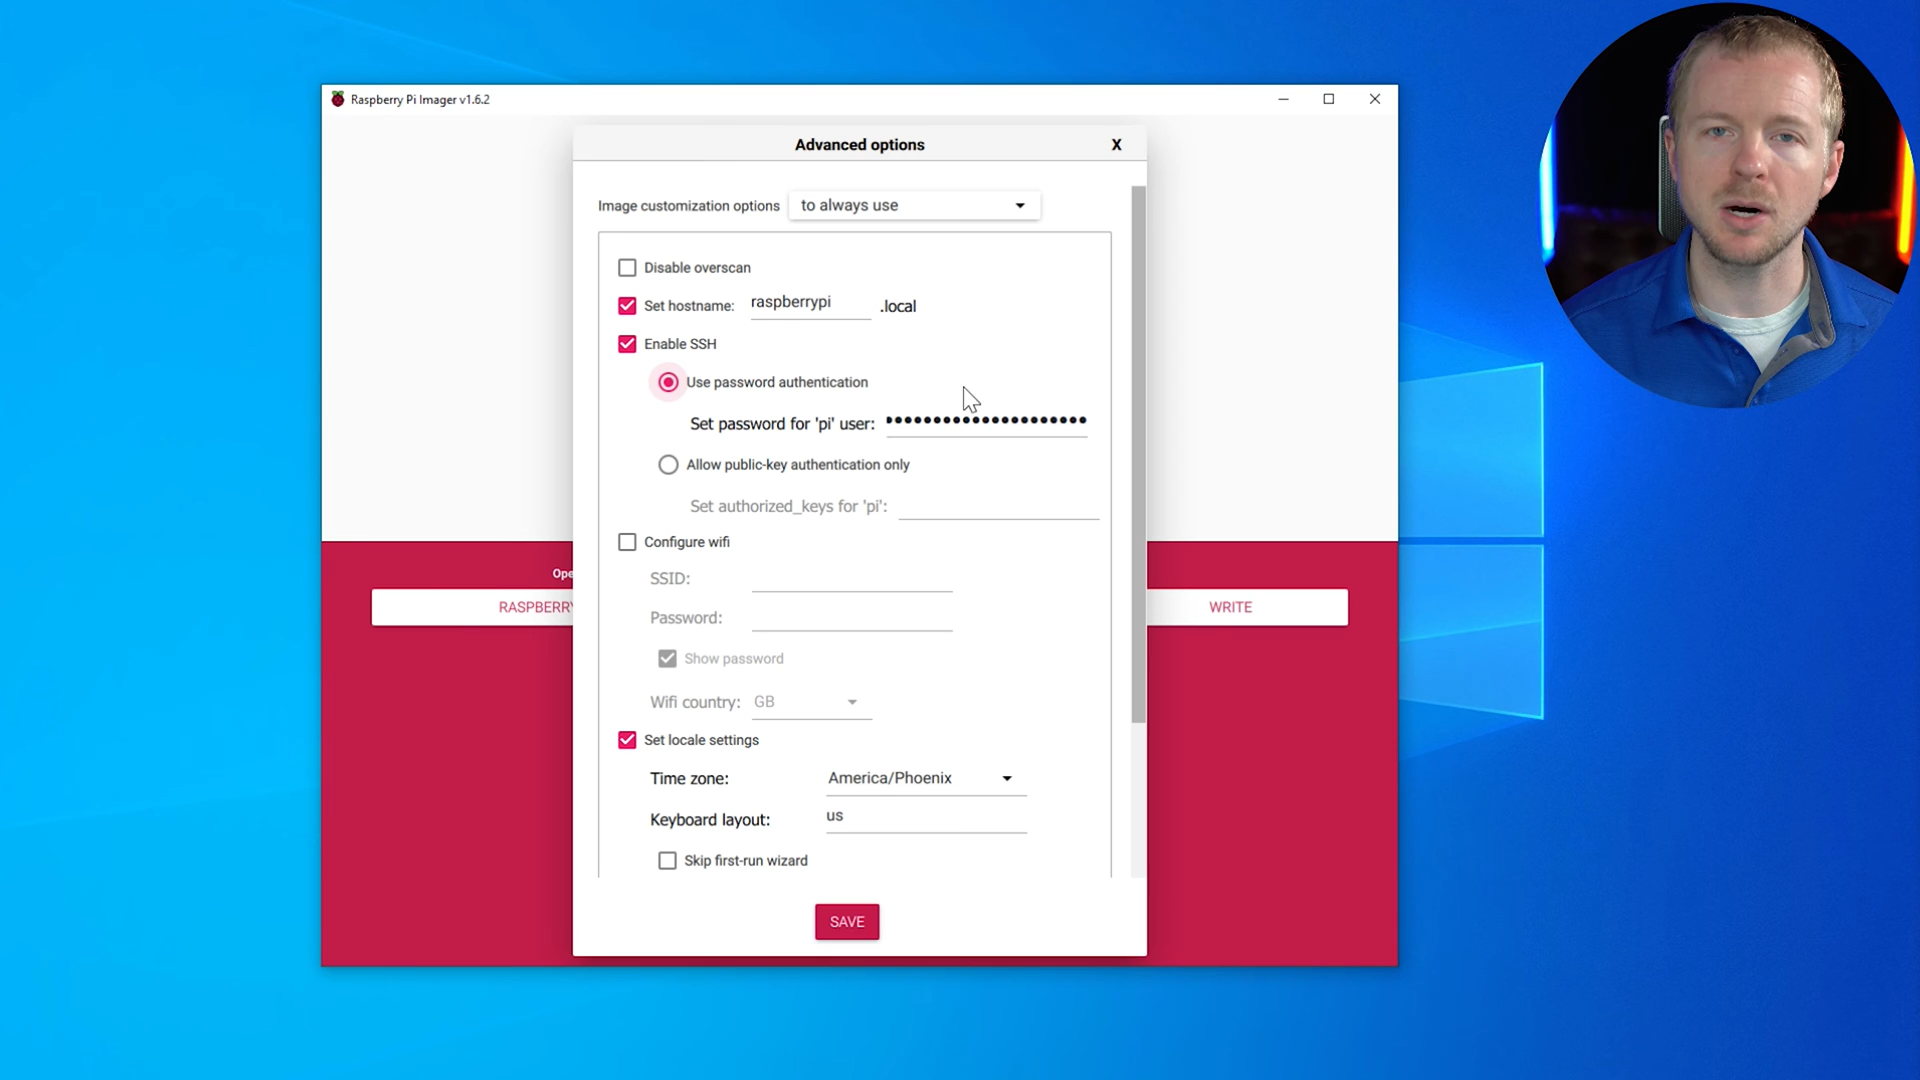 Raspberry Pi Imager v1.6.2
Advanced options
X
Image customization options to always use
Disable overscan
Set hostname: raspberrypi .local
Enable SSH
Use password authentication
Set password for 'pi' user: ••••••••••••••••••••
Allow public-key authentication only
Set authorized_keys for 'pi':
Configure wifi
SSID:
Ope
RASPBERRY
WRITE
Password:
Show password
Wifi country: GB
Set locale settings
Time zone: America/Phoenix
Keyboard layout: us
Skip first-run wizard
SAVE